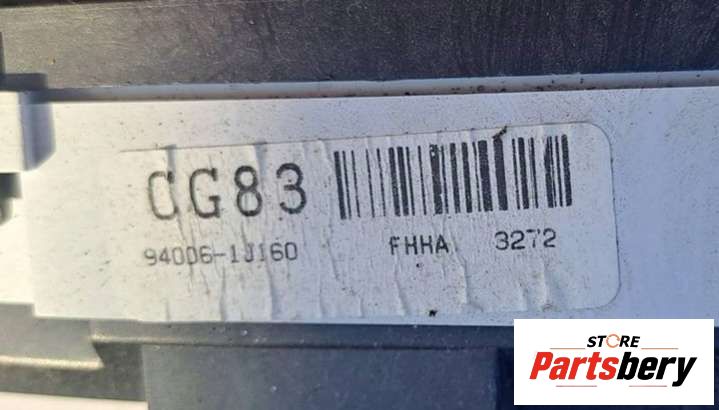 CG83
94006-1J160 FHHA 3272
STORE
Partsbery